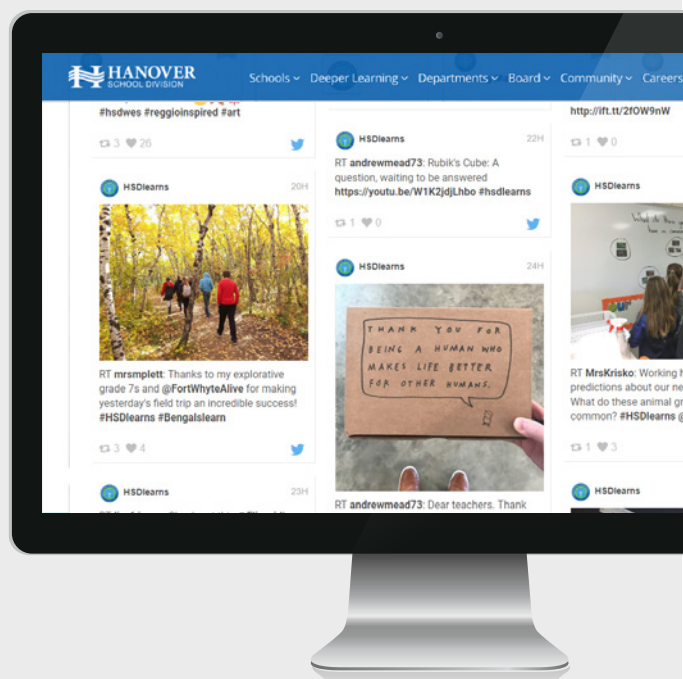 HANOVER
SCHOOL DIVISION
Schools Deeper Learning Departments Board Community Careers
#hsdwes #reggioinspired #art
3 26
HSDlearns 20H
RT mrsmplett: Thanks to my explorative
grade 7s and @FortWhyteAlive for making
yesterday's field trip an incredible success!
#HSDlearns #Bengalslearn
3 4
HSDlearns 23H
HSDlearns 22H
RT andrewmead73: Rubik's Cube: A
question, waiting to be answered
https://youtu.be/W1K2jdjLhbo #hsdlearns
1 0
HSDlearns 24H
THANK YOU FOR
BEING A HUMAN WHO
MAKES LIFE BETTER
FOR OTHER HUMANS.
RT andrewmead73: Dear teachers. Thank
http://ift.tt/2fOW9nW
1 0
HSDlearns
RT MrsKrisko: Working
predictions about our
What do these animal
common? #HSDlearns
1 3
HSDlearns